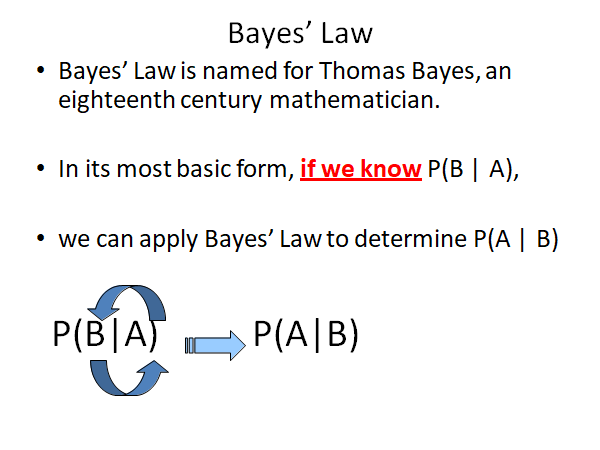 Bayes’ Law
• Bayes’ Law is named for Thomas Bayes, an
eighteenth century mathematician.
• In its most basic form, if we know P(B | A),
• we can apply Bayes’ Law to determine P(A | B)
P(B|A) P(A|B)